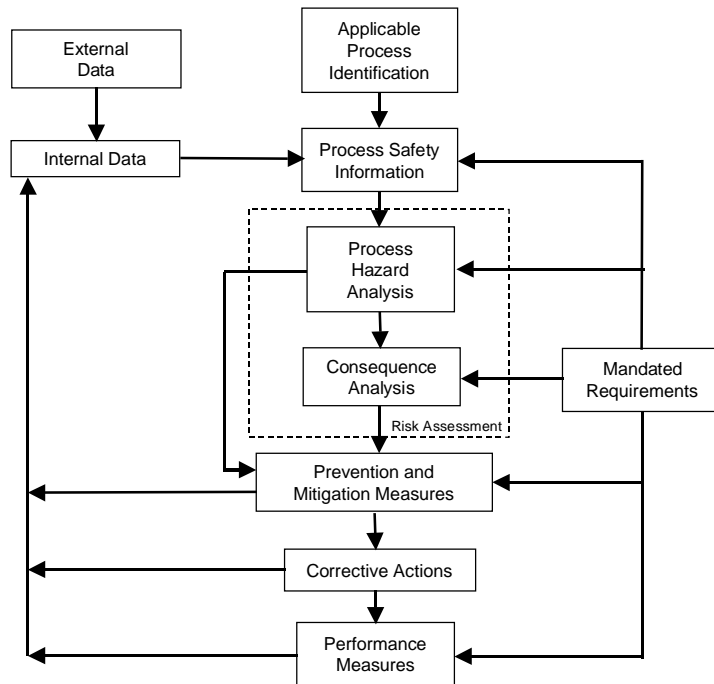 External
Data
Applicable
Process
Identification
Internal Data
Process Safety
Information
Process
Hazard
Analysis
Consequence
Analysis
Mandated
Requirements
Risk Assessment
Prevention and
Mitigation Measures
Corrective Actions
Performance
Measures